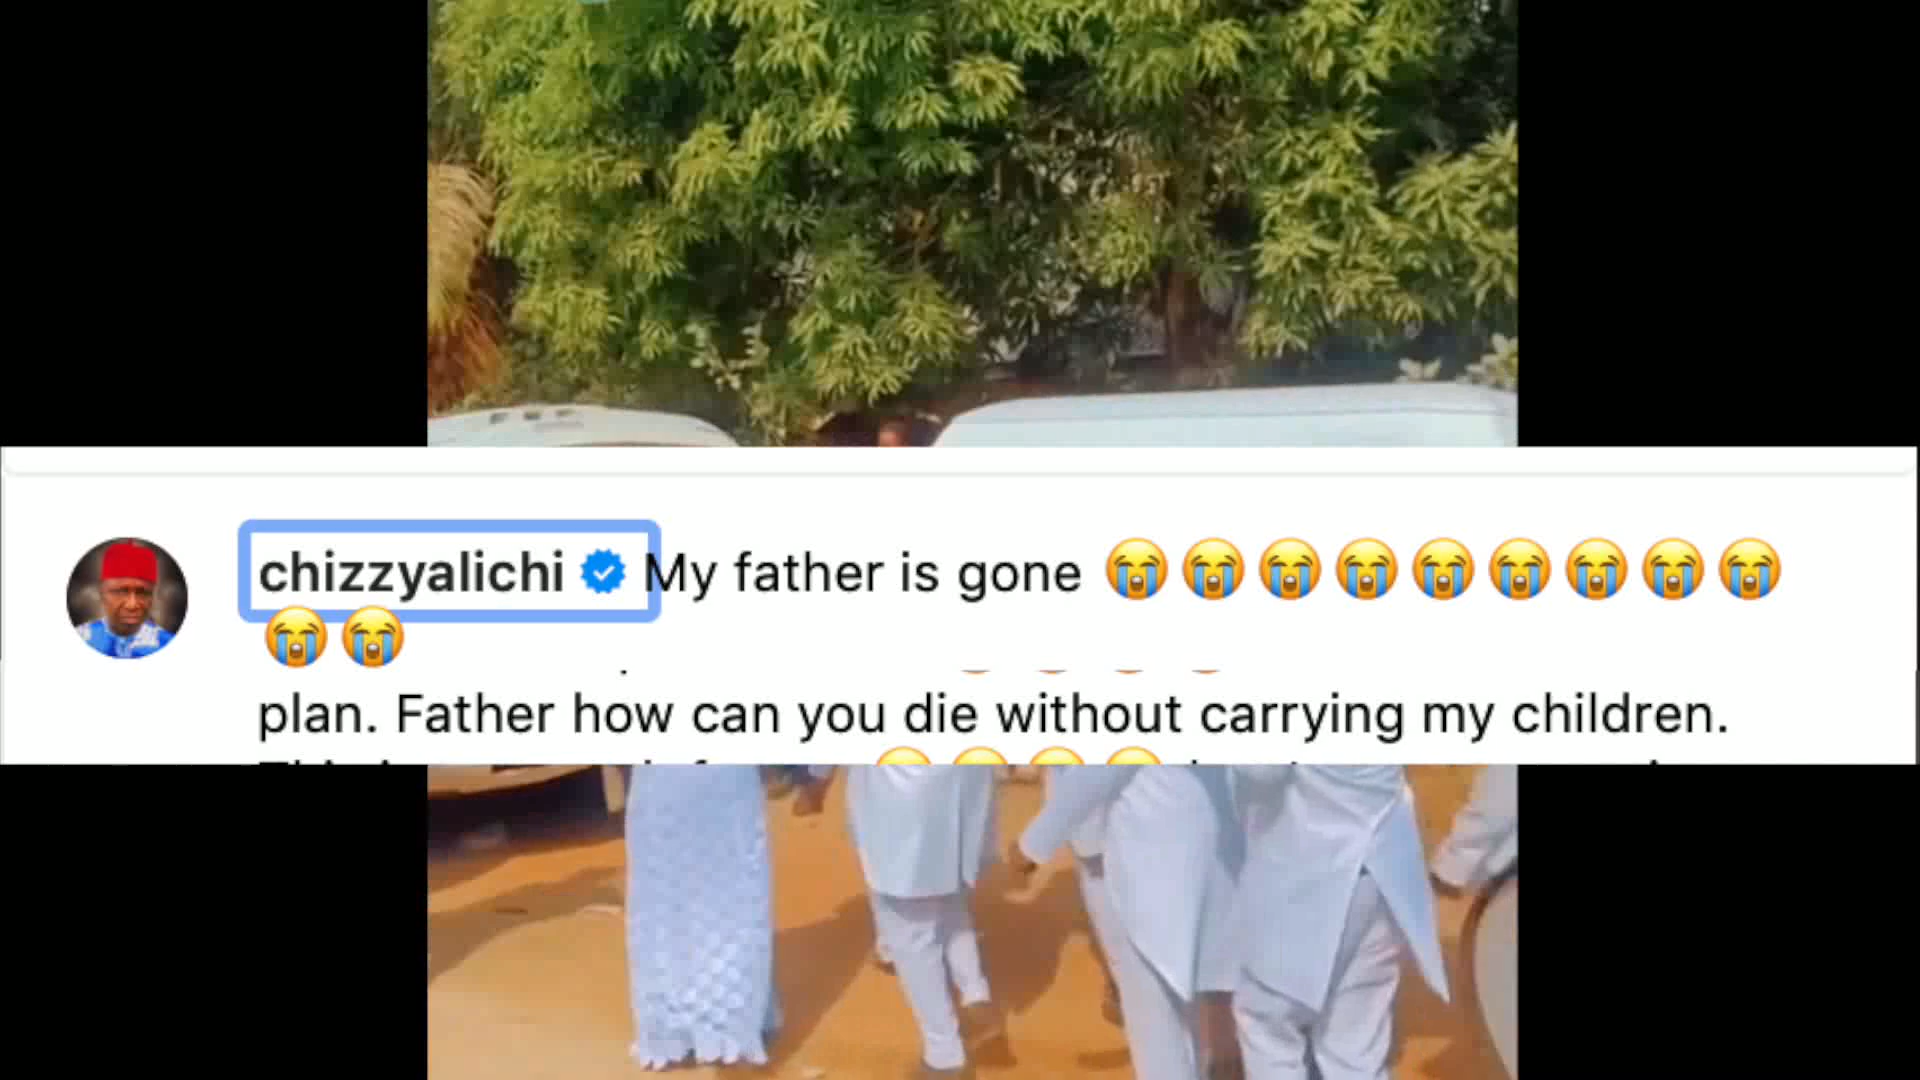 chizzyalichi My father is gone 😭😭😭😭😭😭😭😭😭
😭😭
plan. Father how can you die without carrying my children.